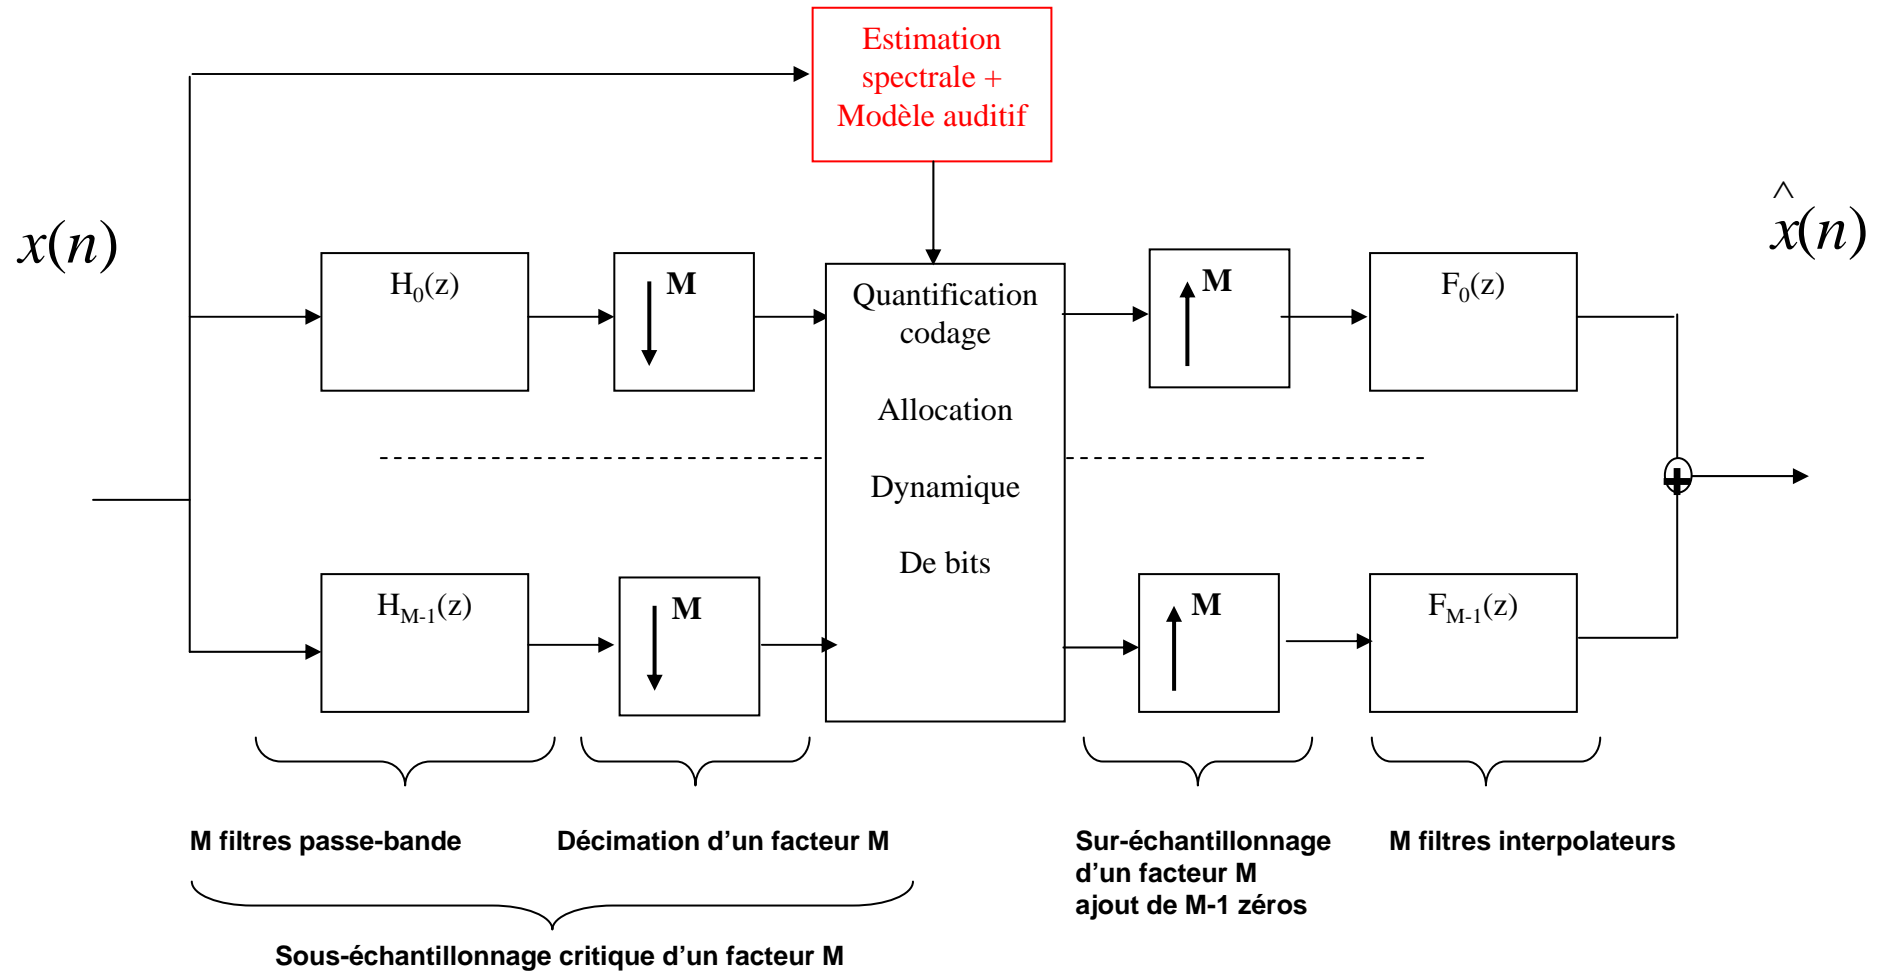 Estimation
spectrale +
Modèle auditif
x(n)
x̂(n)
H0(z)
M
Quantification
codage
Allocation
Dynamique
De bits
M
F0(z)
+
HM-1(z)
M
M
FM-1(z)
M filtres passe-bande
Décimation d’un facteur M
Sur-échantillonnage
d’un facteur M
ajout de M-1 zéros
M filtres interpolateurs
Sous-échantillonnage critique d’un facteur M